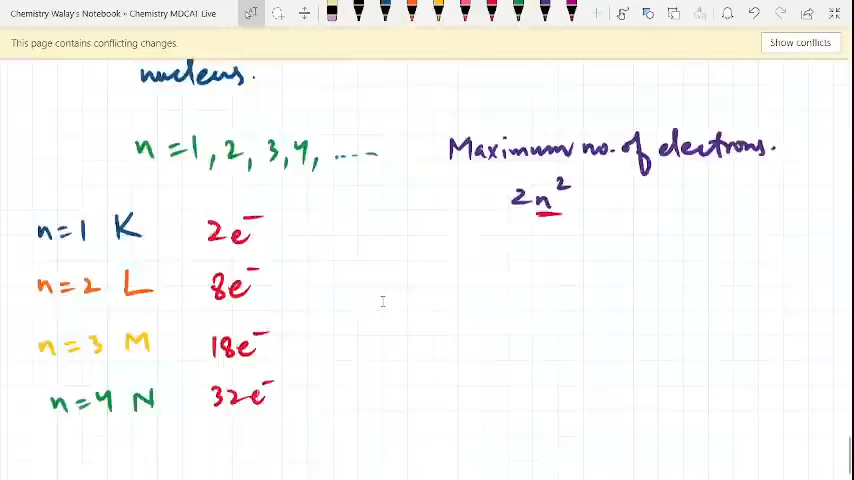 Chemistry Walay's Notebook » Chemistry MDCAT Live
This page contains conflicting changes.
Show conflicts
nucleus.
n = 1, 2, 3, 4, ....
Maximum no. of electrons.
2n²
n = 1 K 2e⁻
n = 2 L 8e⁻
n = 3 M 18e⁻
n = 4 N 32e⁻